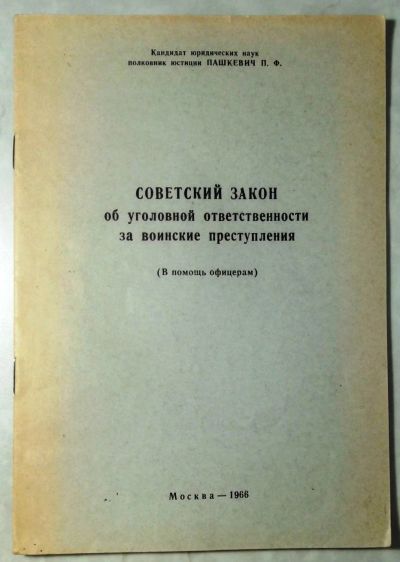 Кандидат юридических наук
полковник юстиции ПАШКЕВИЧ П. Ф.
СОВЕТСКИЙ ЗАКОН
об уголовной ответственности
за воинские преступления
(В помощь офицерам)
Москва — 1966